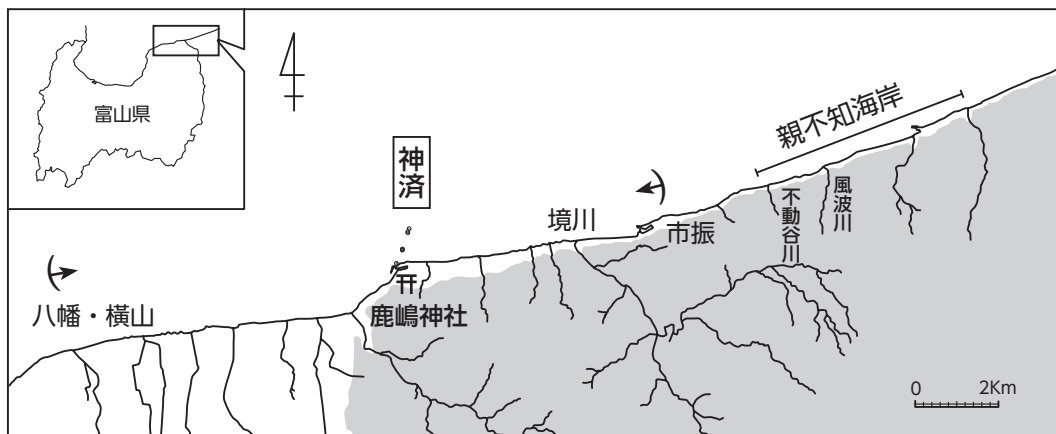 富山県
神済
親不知海岸
風波川
不動谷川
境川
市振
八幡・横山
鹿嶋神社
0 2Km